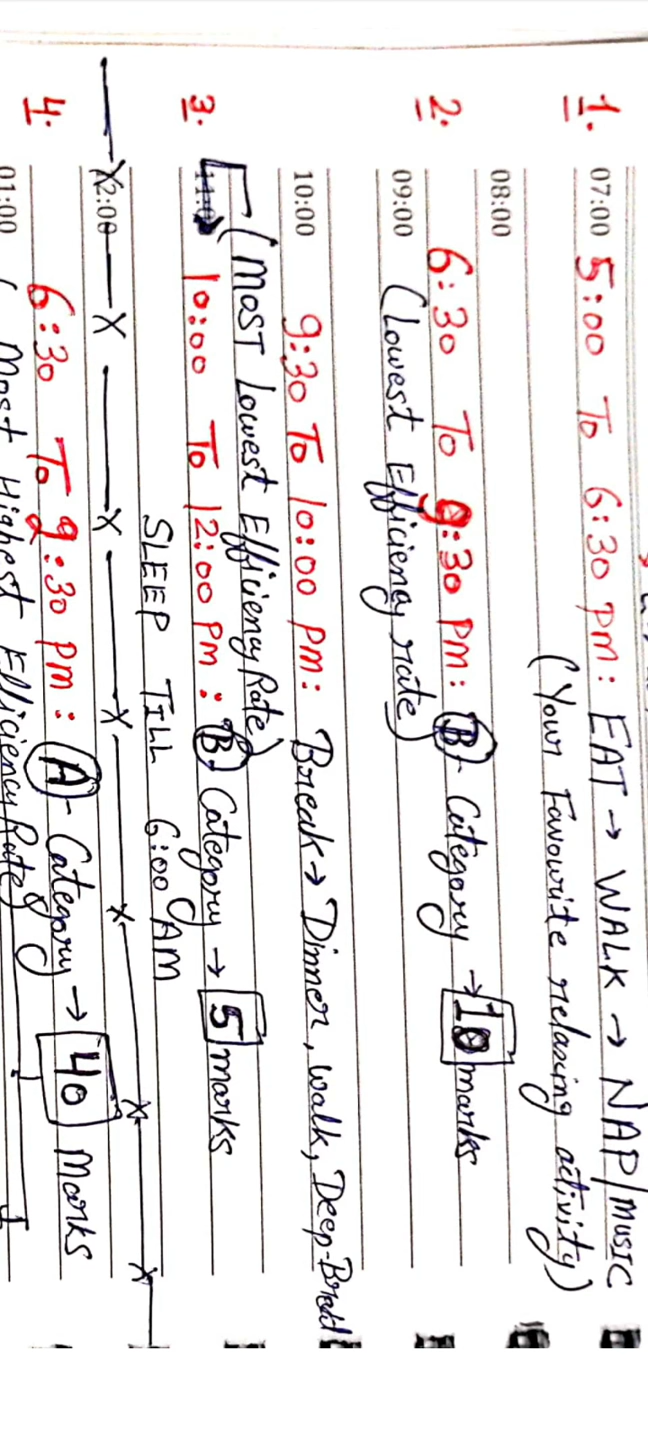 1. 07:00 5:00 To 6:30 pm: EAT → WALK → NAP/MUSIC
(Your Favourite relaxing activity)
08:00
2. 6:30 To 9:30 pm: (B)- Category → 10 marks
09:00 (Lowest Efficiency rate)
10:00 9:30 To 10:00 pm: Break → Dinner, walk, Deep-Breat
(Most Lowest Efficiency Rate)
3. 11:00 10:00 To 12:00 pm: (B) Category → 5 marks
SLEEP TILL 6:00 AM
12:00
4. 6:30 To 9:30 pm: (A)- Category → 40 Marks
01:00 (Most Highest Efficiency Rate)